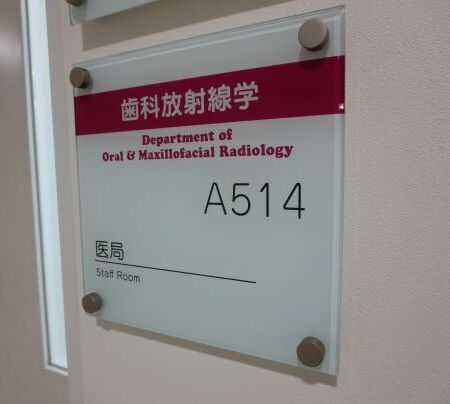 歯科放射線学
Department of
Oral & Maxillofacial Radiology
A514
医局
Staff Room